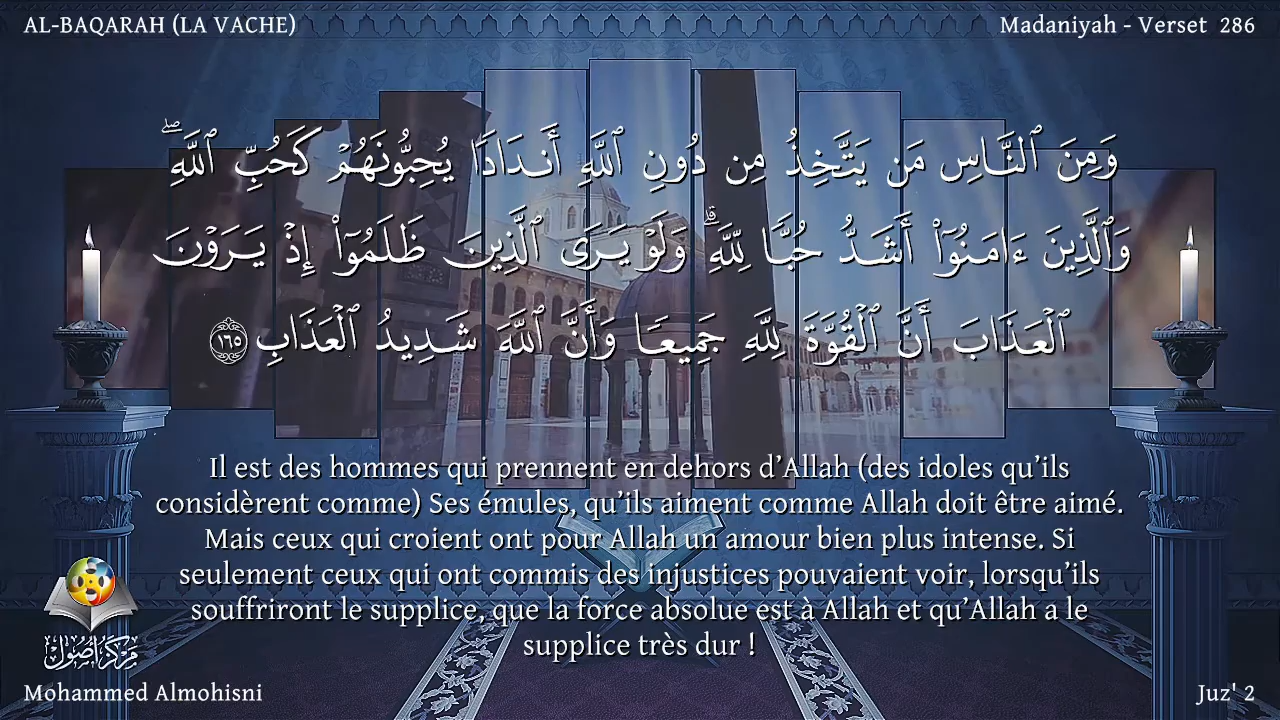 AL-BAQARAH (LA VACHE)
Madaniyah - Verset 286
وَمِنَ ٱلنَّاسِ مَن يَتَّخِذُ مِن دُونِ ٱللَّهِ أَندَادًا يُحِبُّونَهُمْ كَحُبِّ ٱللَّهِۖ
وَٱلَّذِينَ ءَامَنُوٓا۟ أَشَدُّ حُبًّا لِّلَّهِۗ وَلَوْ يَرَى ٱلَّذِينَ ظَلَمُوٓا۟ إِذْ يَرَوْنَ
ٱلْعَذَابَ أَنَّ ٱلْقُوَّةَ لِلَّهِ جَمِيعًا وَأَنَّ ٱللَّهَ شَدِيدُ ٱلْعَذَابِ ١٦٥
Il est des hommes qui prennent en dehors d’Allah (des idoles qu’ils
considèrent comme) Ses émules, qu’ils aiment comme Allah doit être aimé.
Mais ceux qui croient ont pour Allah un amour bien plus intense. Si
seulement ceux qui ont commis des injustices pouvaient voir, lorsqu’ils
souffriront le supplice, que la force absolue est à Allah et qu’Allah a le
supplice très dur !
مركز أصول
Mohammed Almohisni
Juz' 2